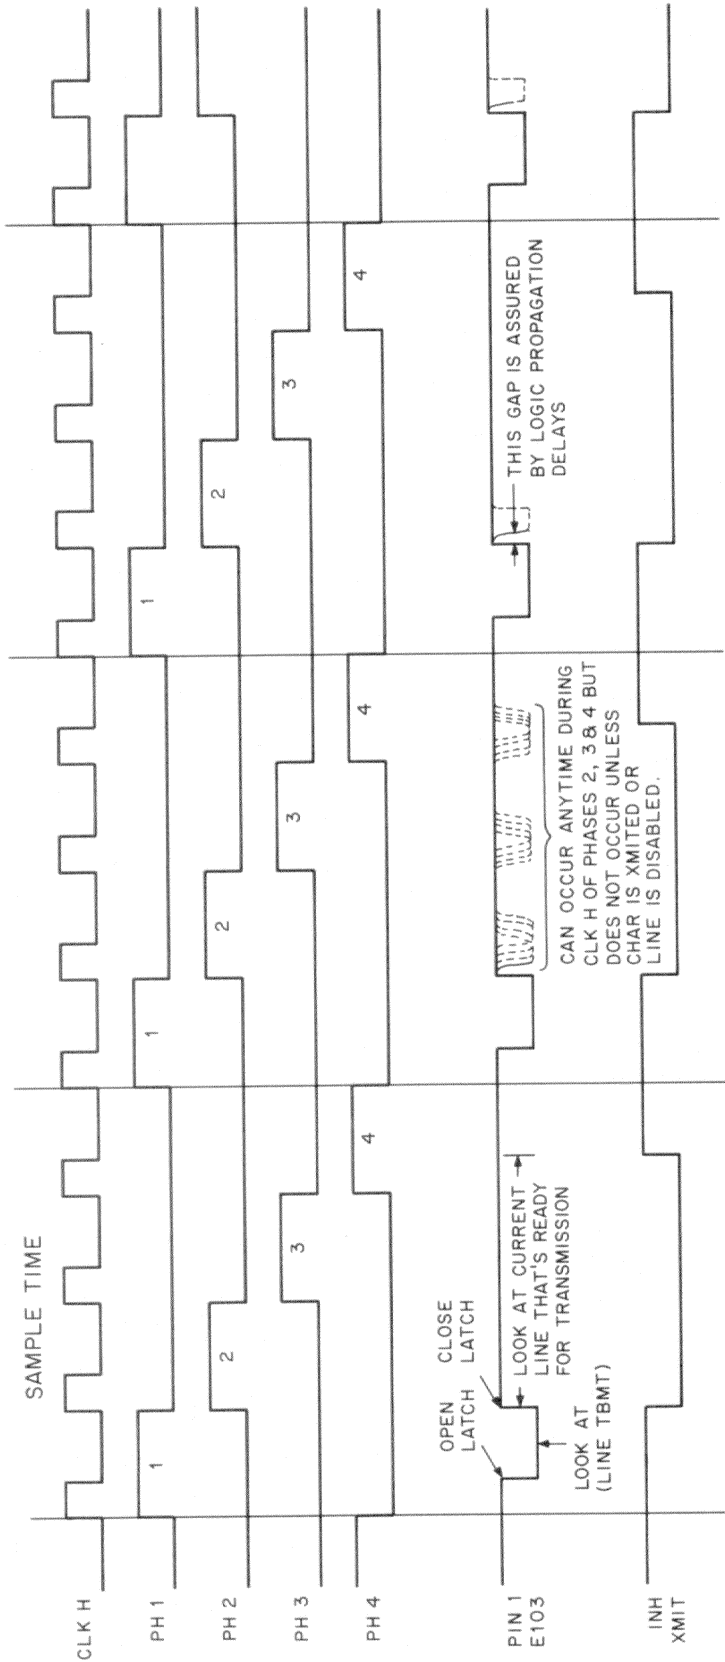 SAMPLE TIME
CLK H
PH 1
1
1
1
PH 2
2
2
2
PH 3
3
3
3
PH 4
4
4
4
PIN 1
E103
OPEN
LATCH
CLOSE
LATCH
LOOK AT CURRENT
LINE THAT'S READY
FOR TRANSMISSION
LOOK AT
(LINE TBMT)
CAN OCCUR ANYTIME DURING
CLK H OF PHASES 2, 3 & 4 BUT
DOES NOT OCCUR UNLESS
CHAR IS XMITED OR
LINE IS DISABLED.
THIS GAP IS ASSURED
BY LOGIC PROPAGATION
DELAYS
INH
XMIT